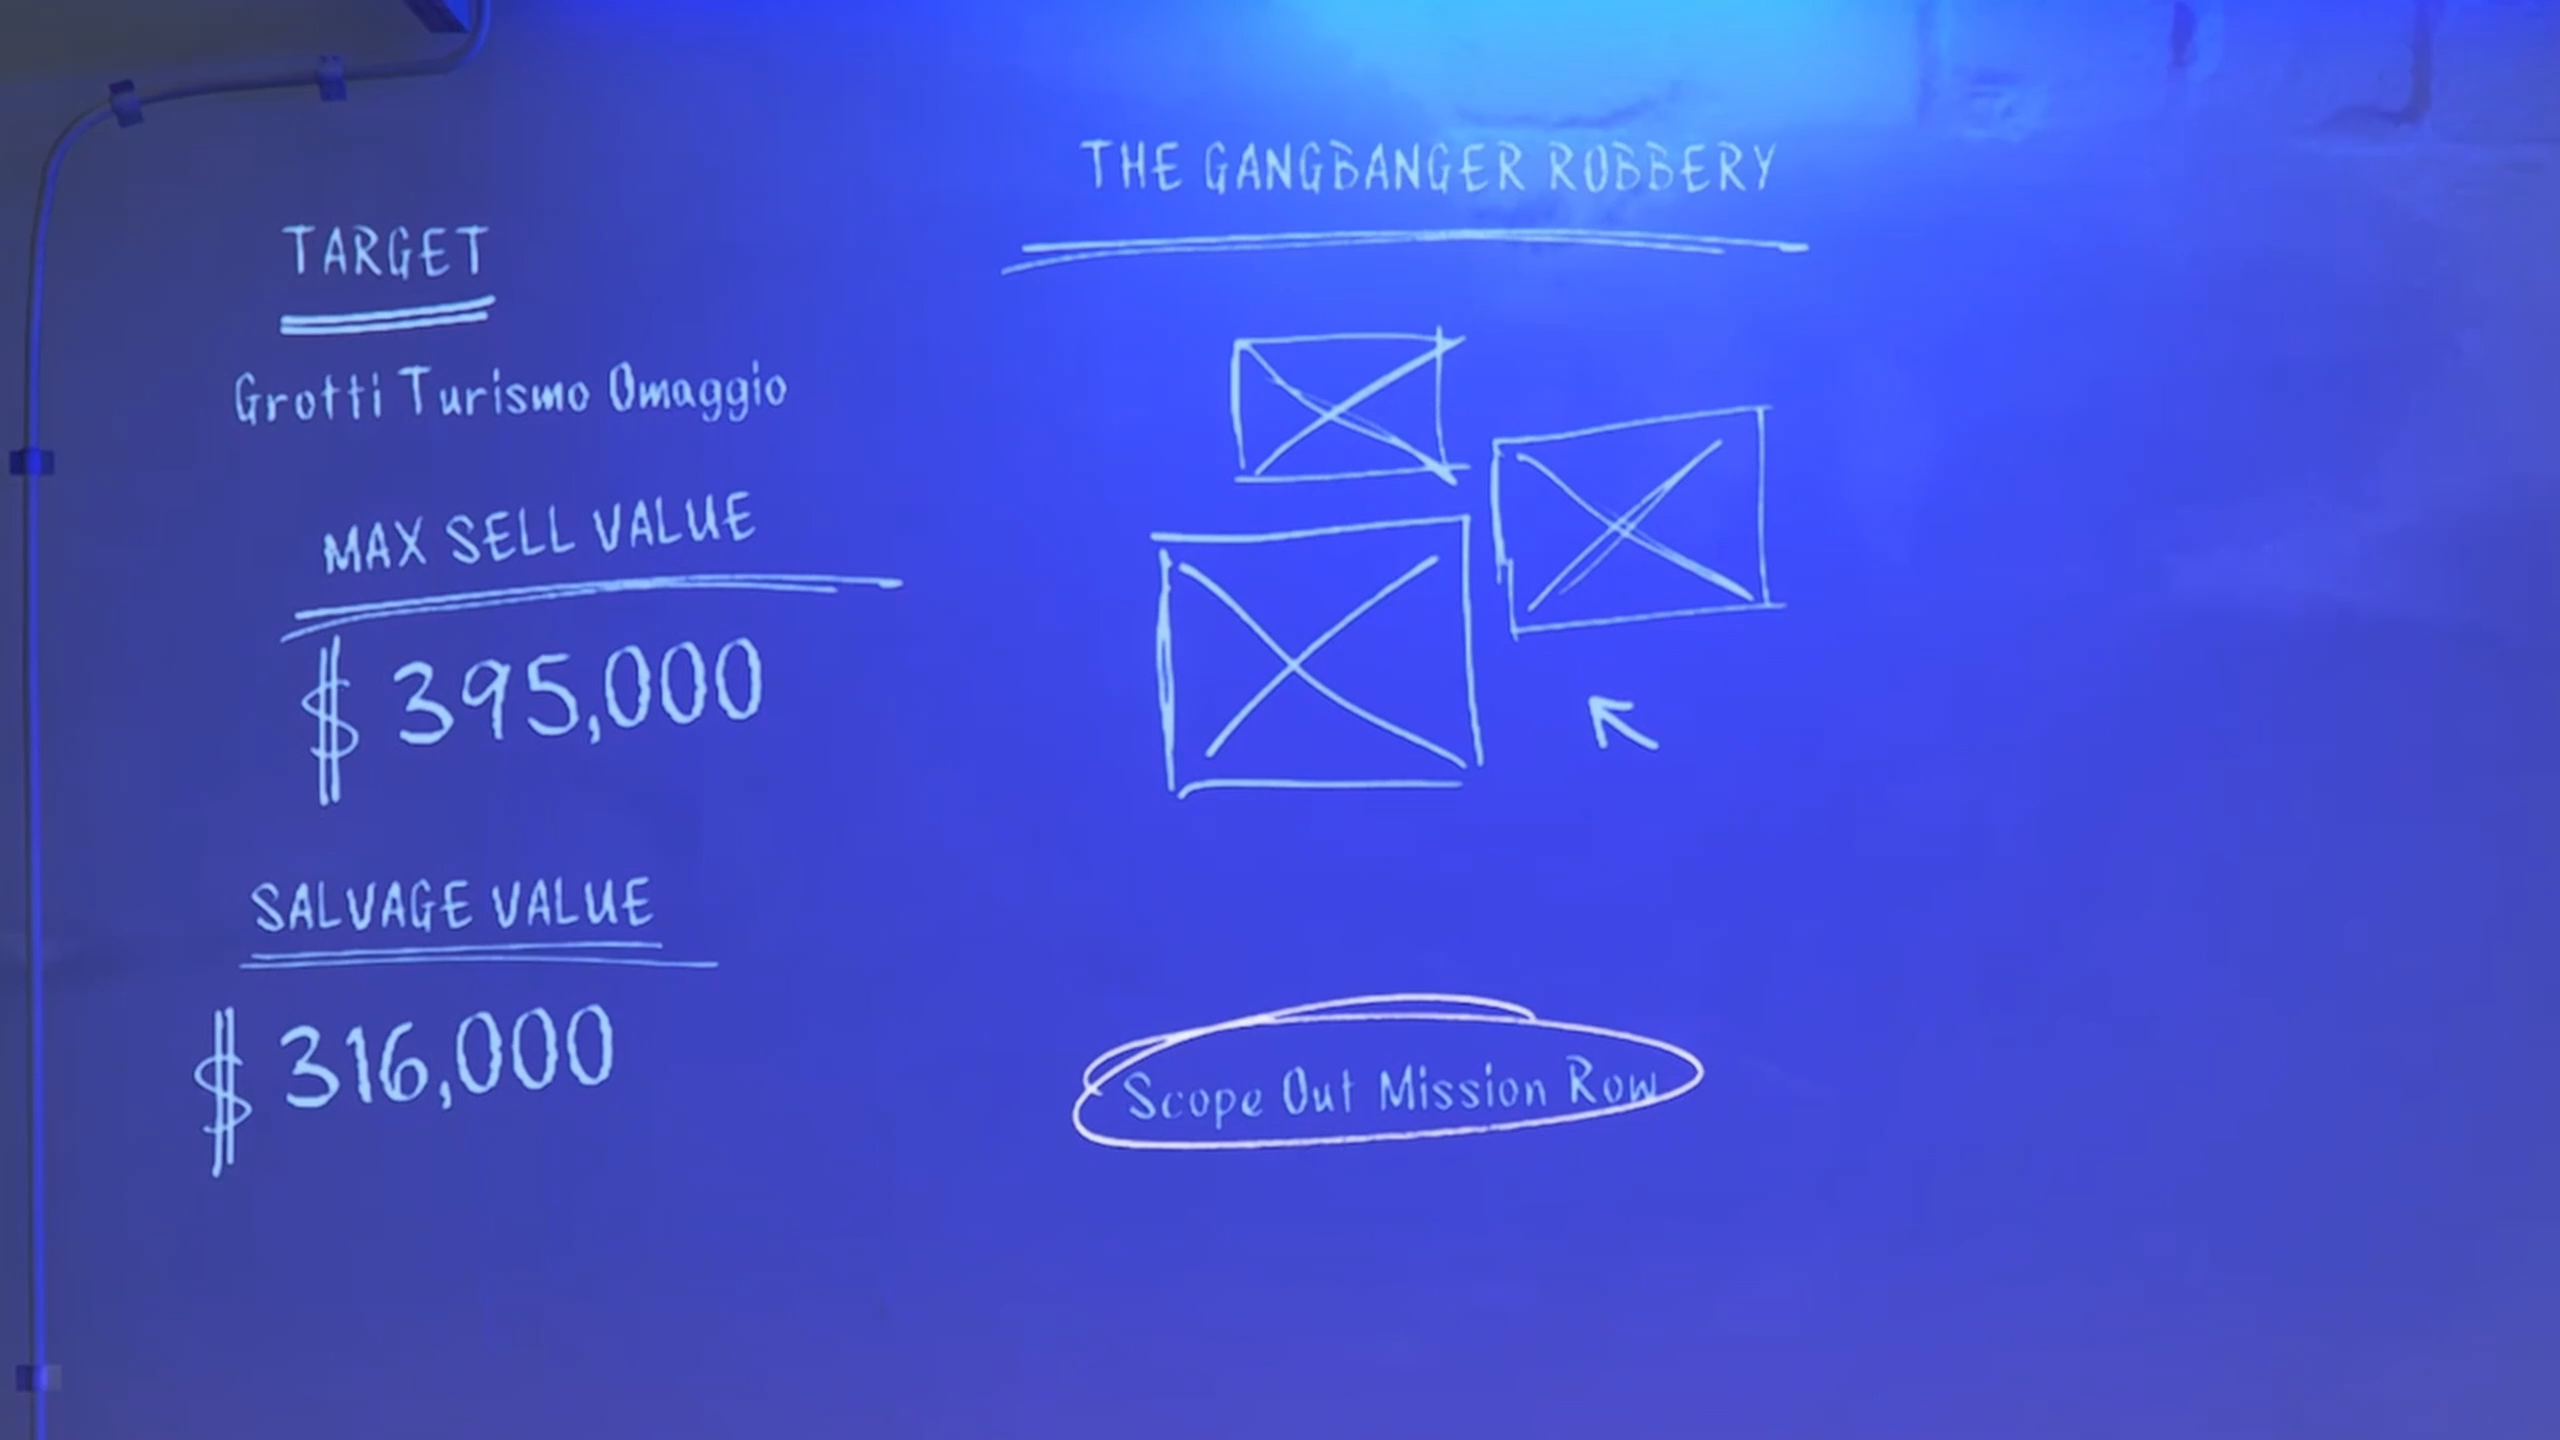 THE GANGBANGER ROBBERY
TARGET
Grotti Turismo Omaggio
MAX SELL VALUE
$ 395,000
SALVAGE VALUE
$ 316,000
Scope Out Mission Row